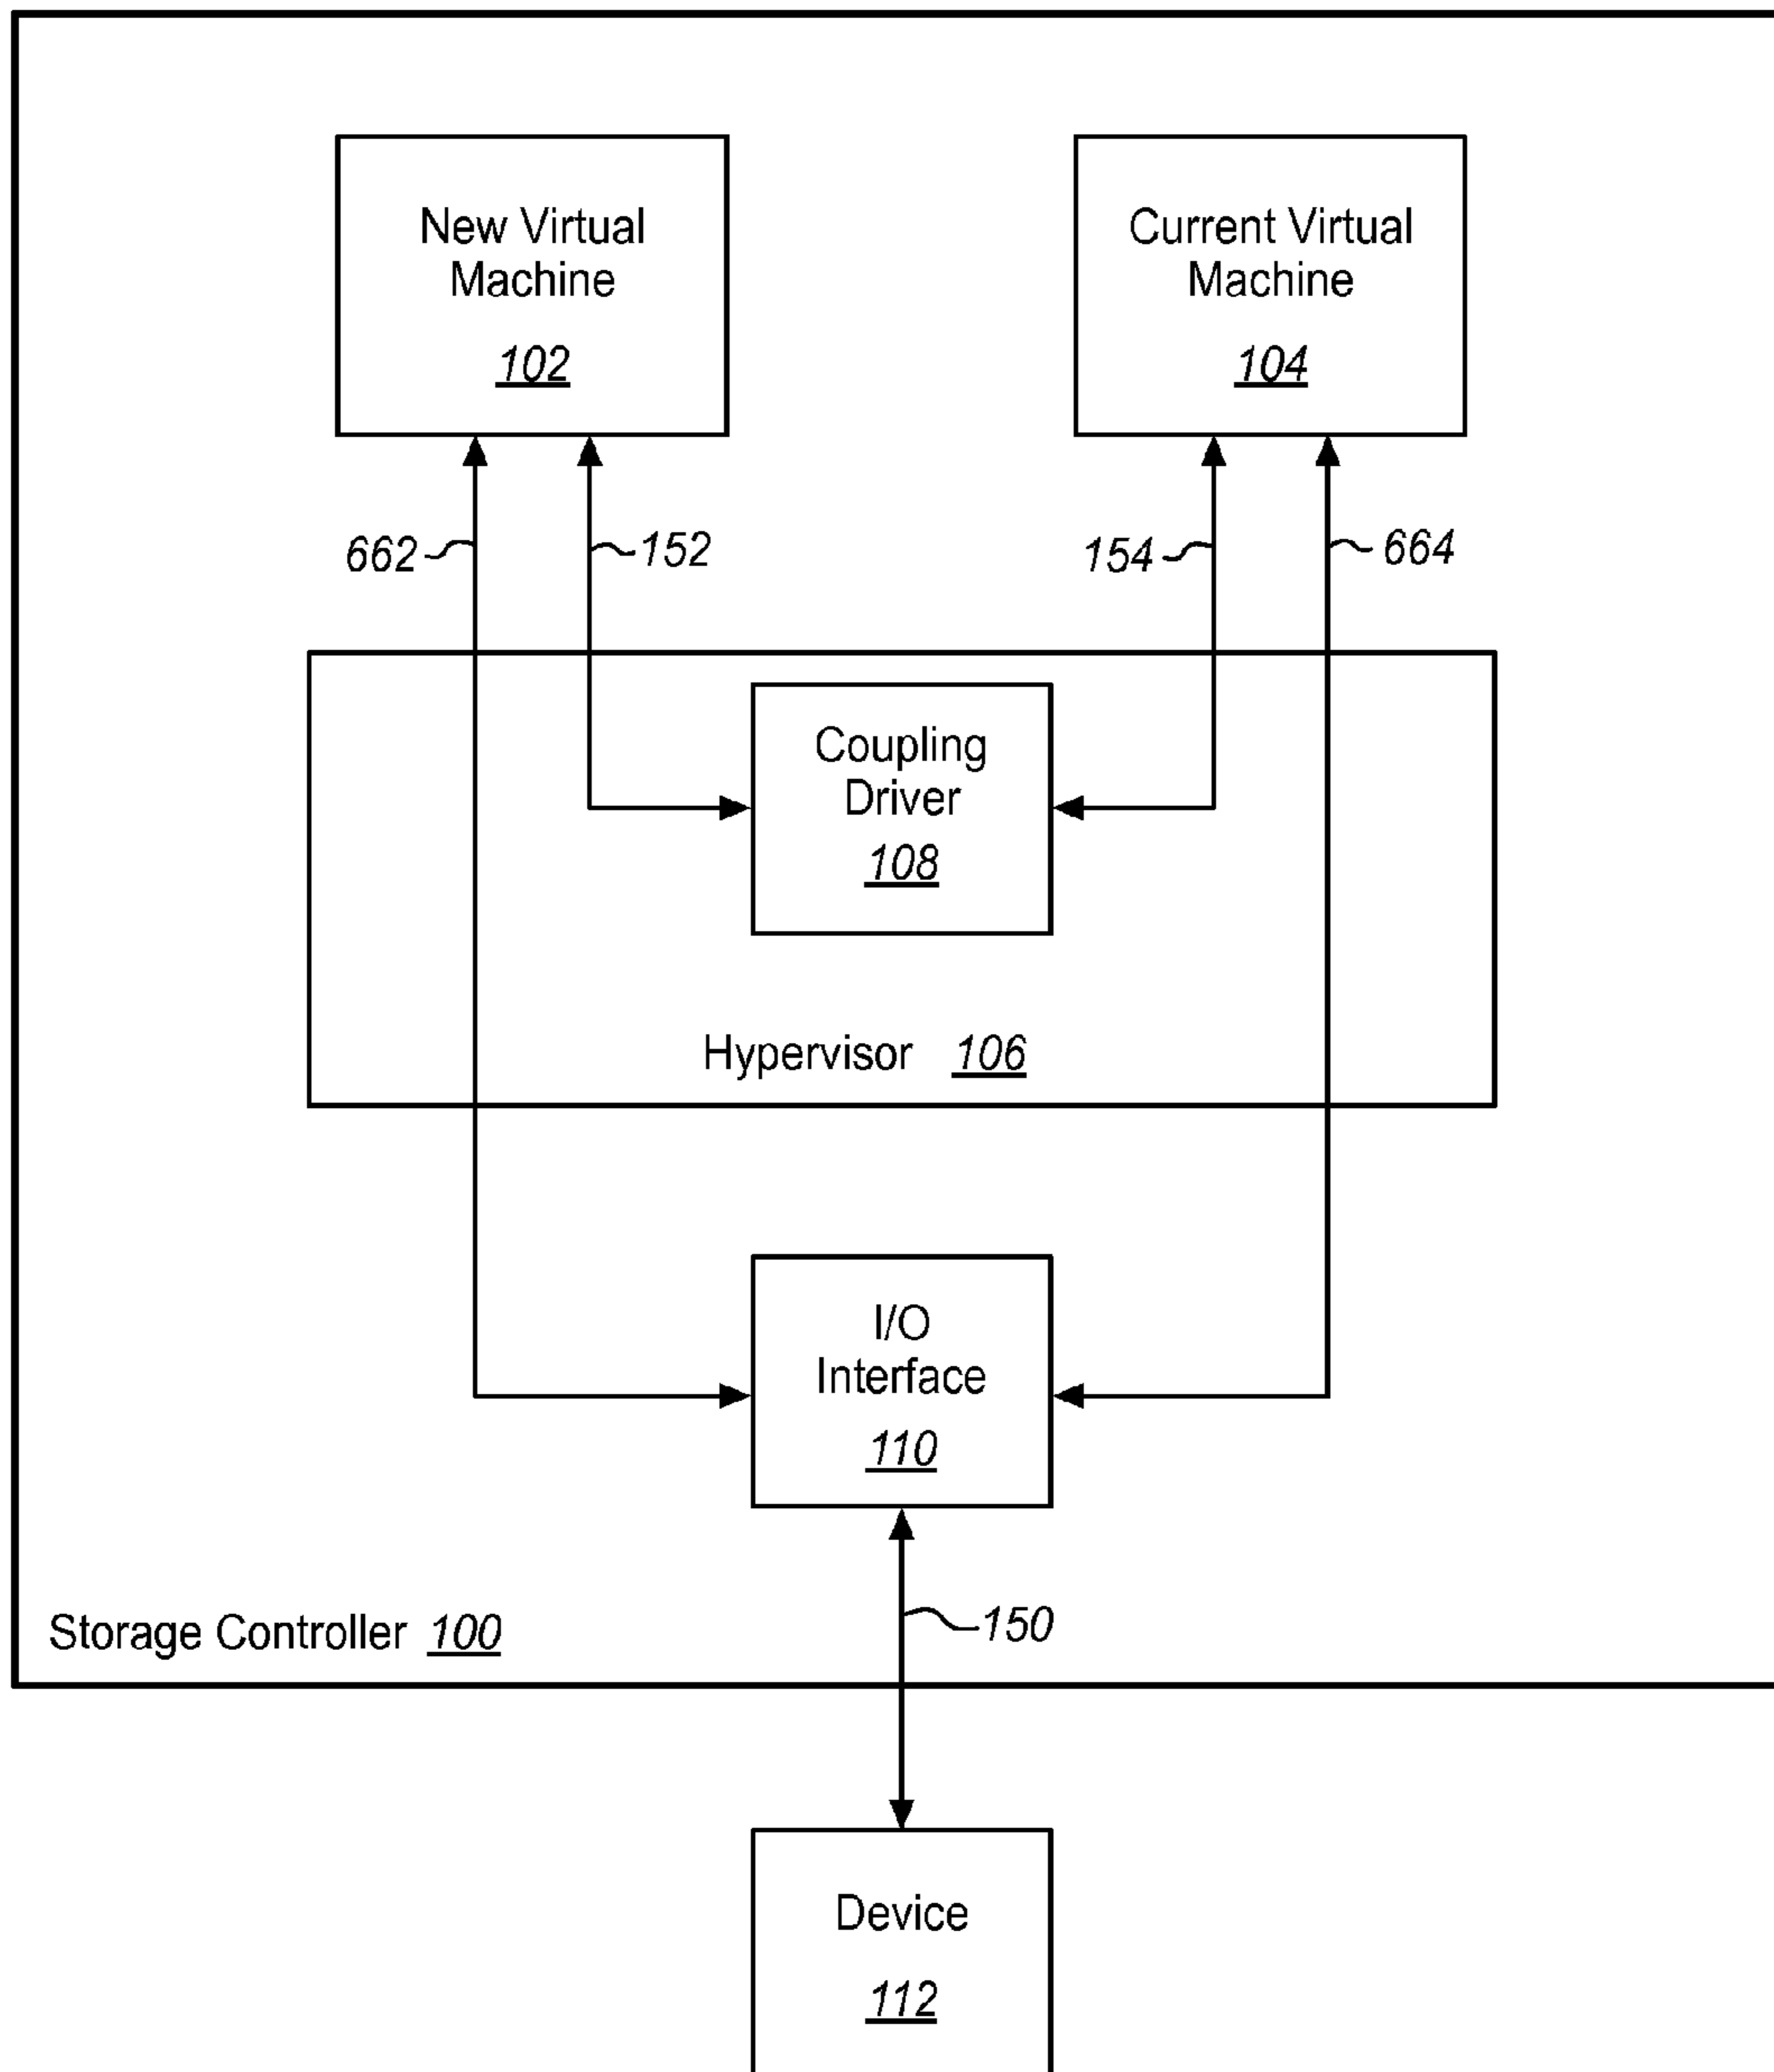 New Virtual
Machine
102
Current Virtual
Machine
104
662
152
154
664
Coupling
Driver
108
Hypervisor 106
I/O
Interface
110
150
Storage Controller 100
Device
112